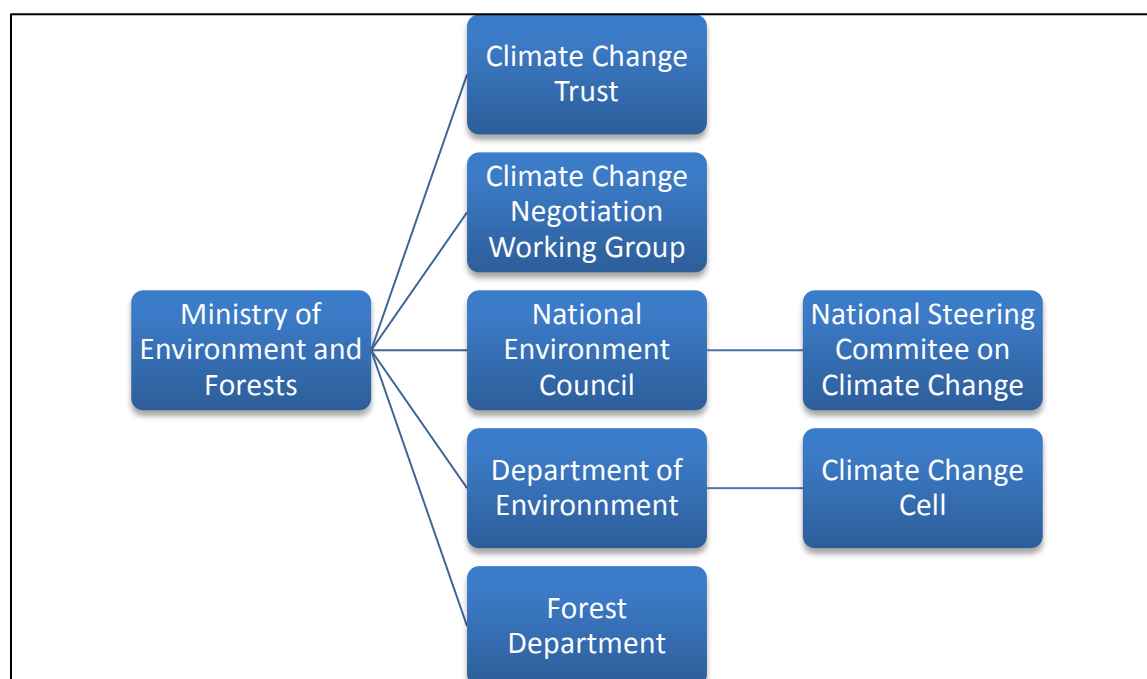 Climate Change
Trust
Climate Change
Negotiation
Working Group
Ministry of
Environment and
Forests
National
Environment
Council
National Steering
Commitee on
Climate Change
Department of
Environnment
Climate Change
Cell
Forest
Department